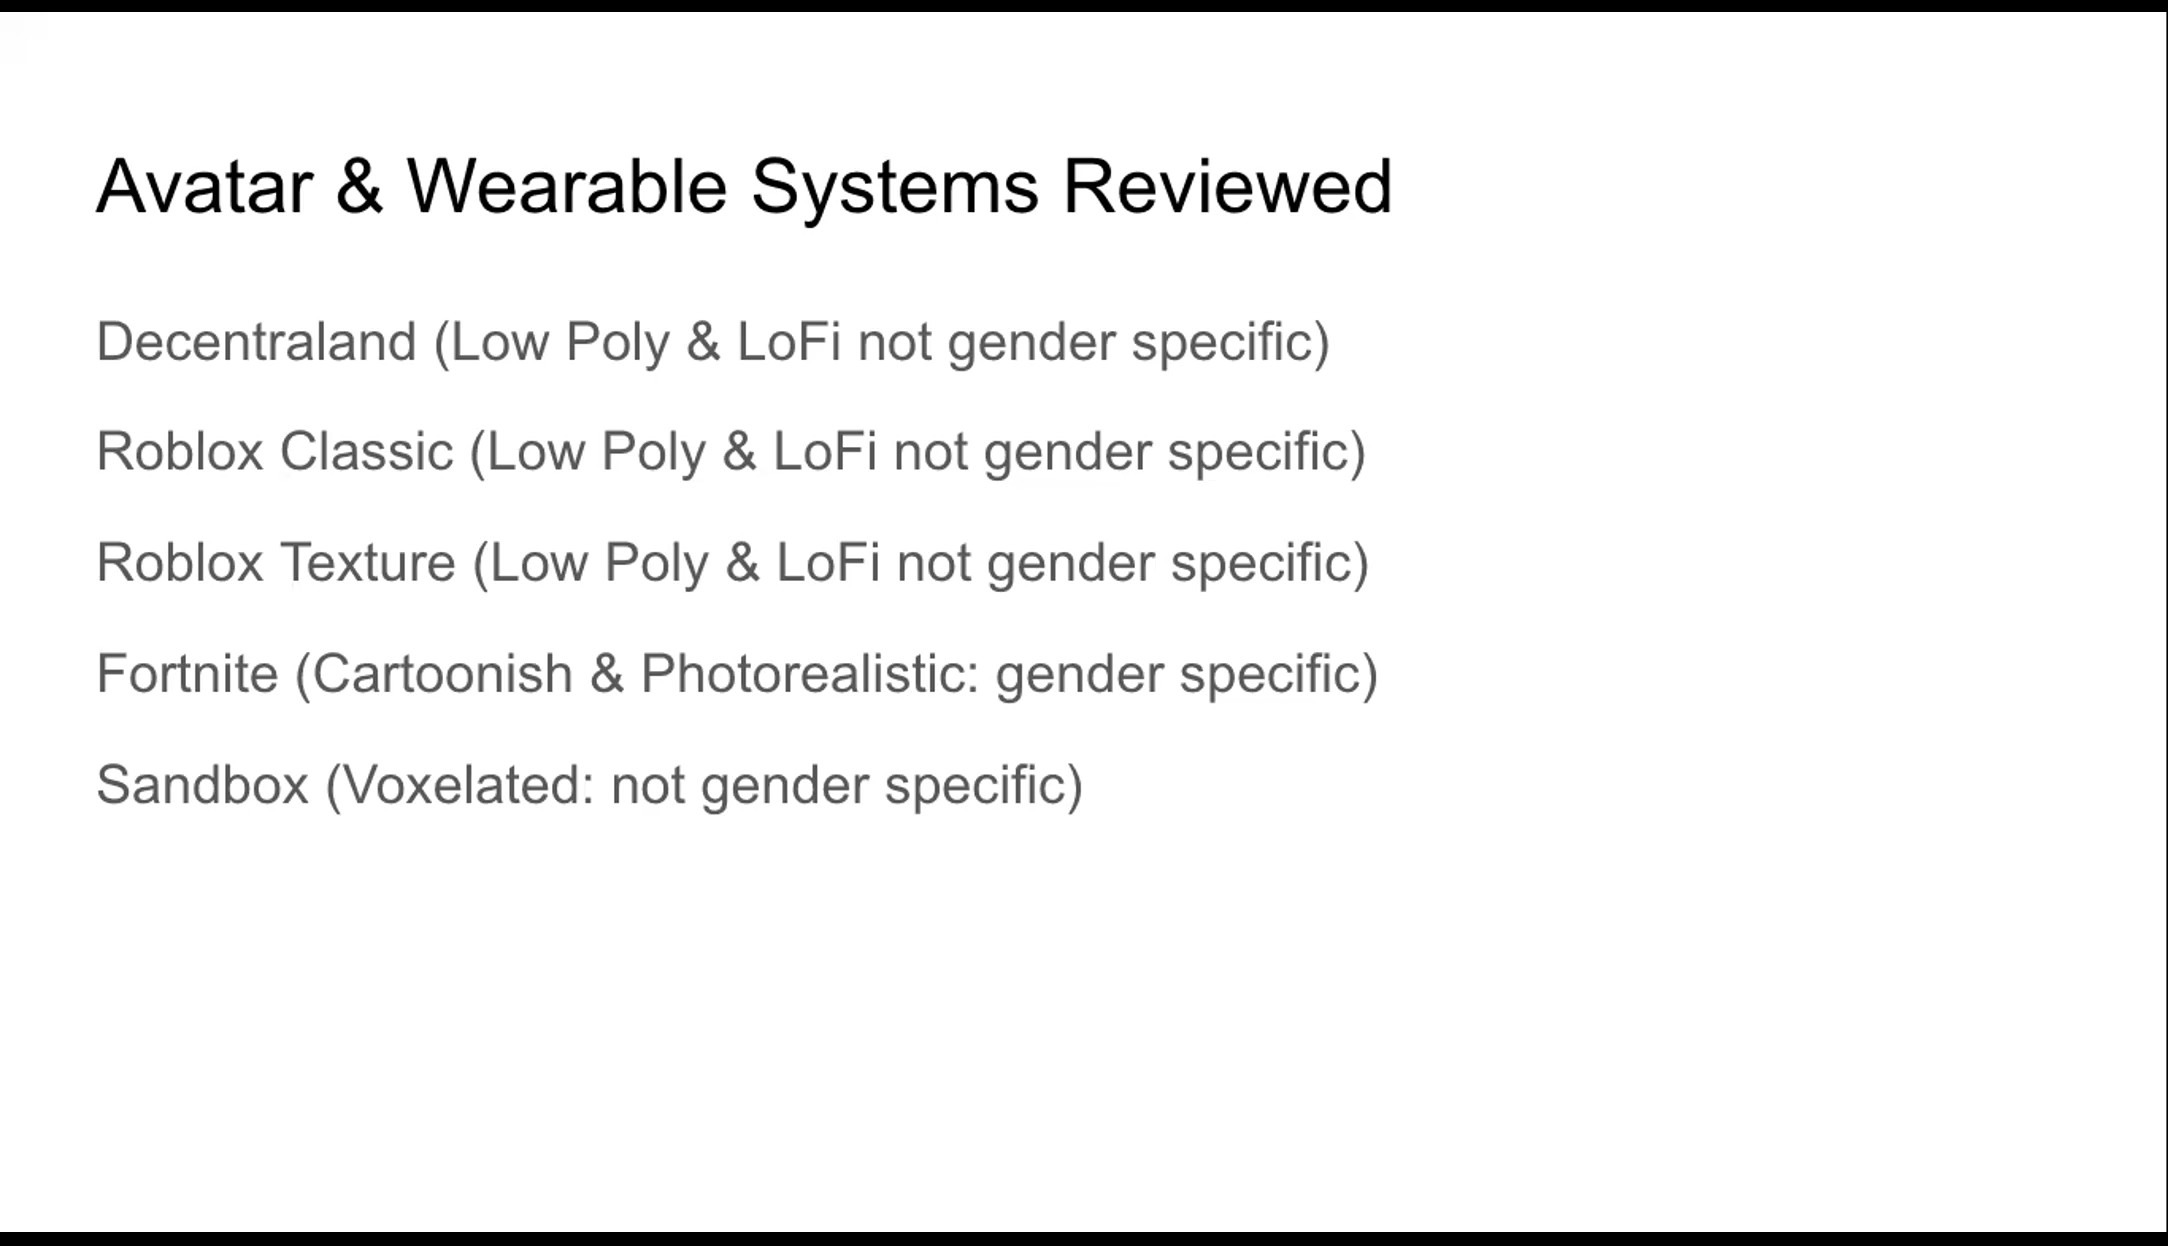 Avatar & Wearable Systems Reviewed
Decentraland (Low Poly & LoFi not gender specific)
Roblox Classic (Low Poly & LoFi not gender specific)
Roblox Texture (Low Poly & LoFi not gender specific)
Fortnite (Cartoonish & Photorealistic: gender specific)
Sandbox (Voxelated: not gender specific)